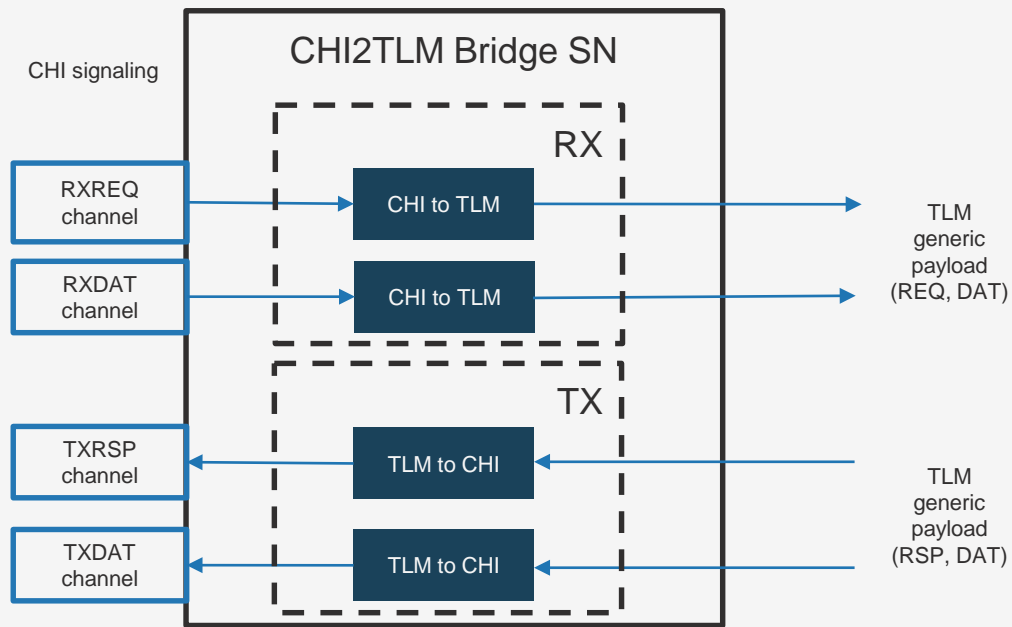 CHI2TLM Bridge SN
CHI signaling
RX
RXREQ
channel
CHI to TLM
TLM
generic
payload
(REQ, DAT)
RXDAT
channel
CHI to TLM
TX
TXRSP
channel
TLM to CHI
TLM
generic
payload
(RSP, DAT)
TXDAT
channel
TLM to CHI